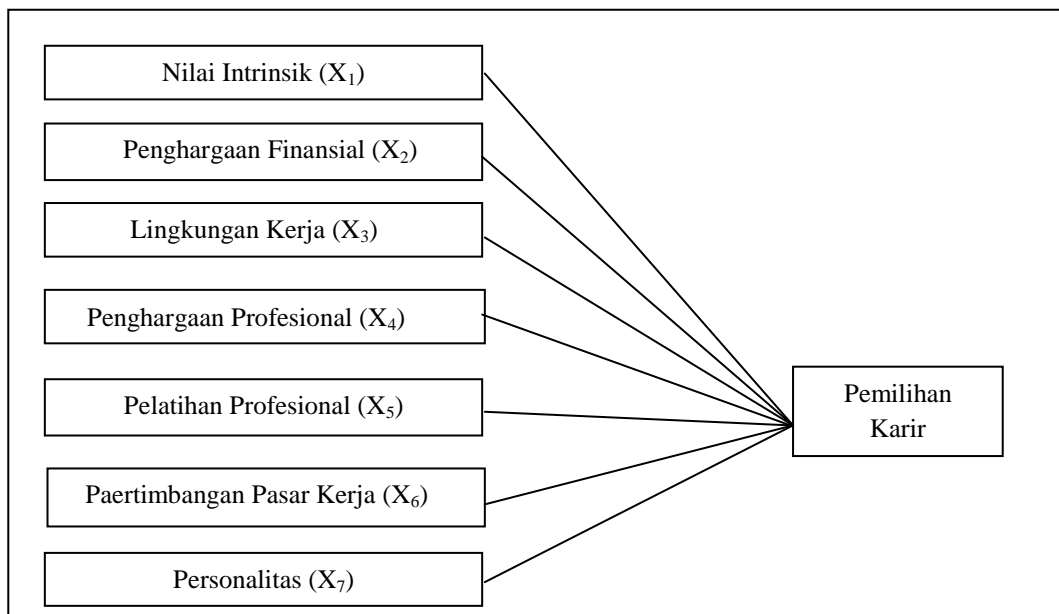 Nilai Intrinsik (X₁)
Penghargaan Finansial (X₂)
Lingkungan Kerja (X₃)
Penghargaan Profesional (X₄)
Pelatihan Profesional (X₅)
Paertimbangan Pasar Kerja (X₆)
Personalitas (X₇)
Pemilihan
Karir